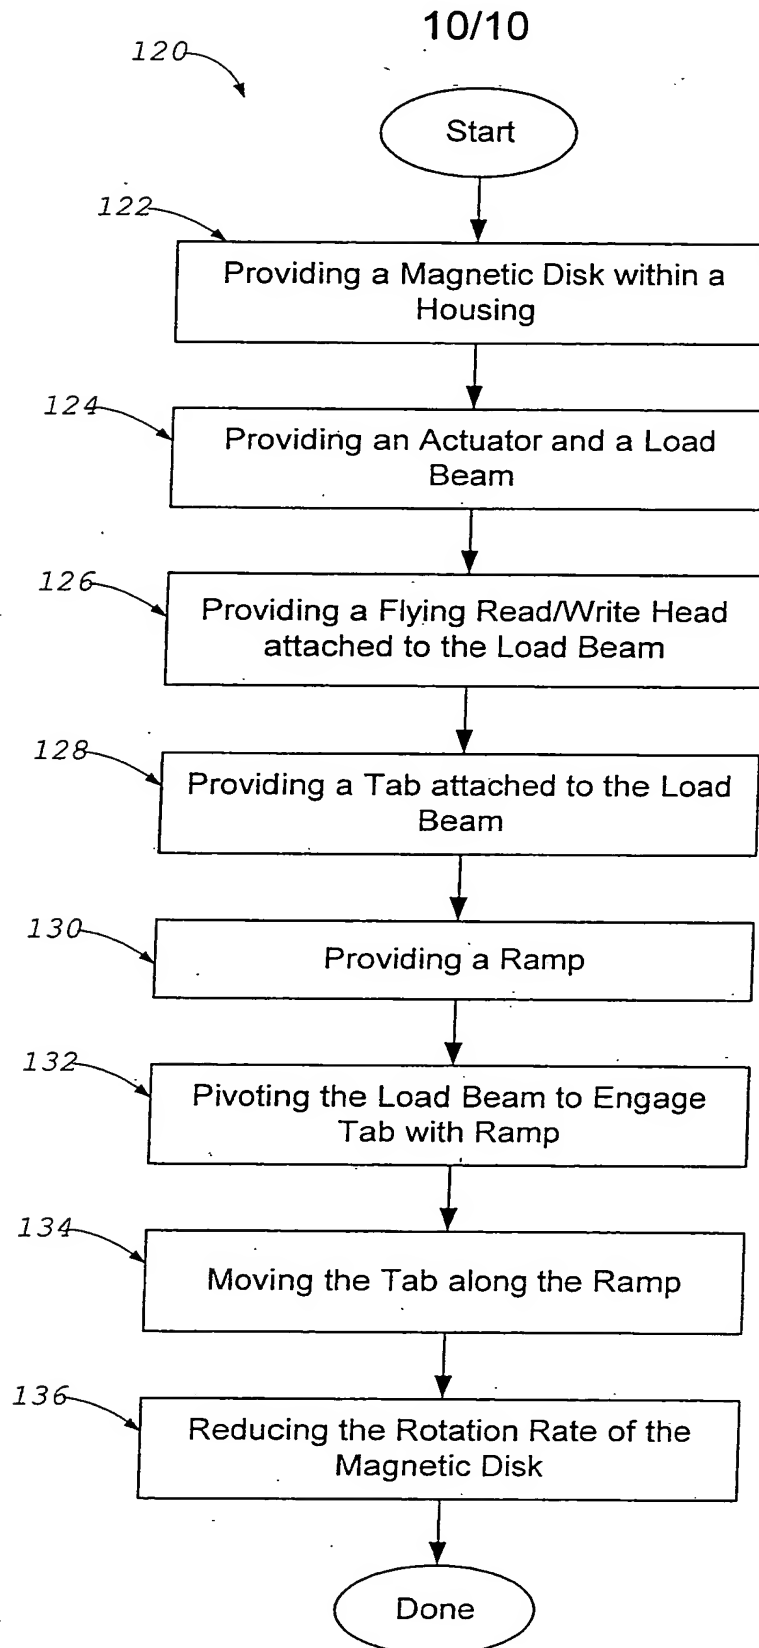 10/10
120
Start
122
Providing a Magnetic Disk within a
Housing
124
Providing an Actuator and a Load
Beam
126
Providing a Flying Read/Write Head
attached to the Load Beam
128
Providing a Tab attached to the Load
Beam
130
Providing a Ramp
132
Pivoting the Load Beam to Engage
Tab with Ramp
134
Moving the Tab along the Ramp
136
Reducing the Rotation Rate of the
Magnetic Disk
Done